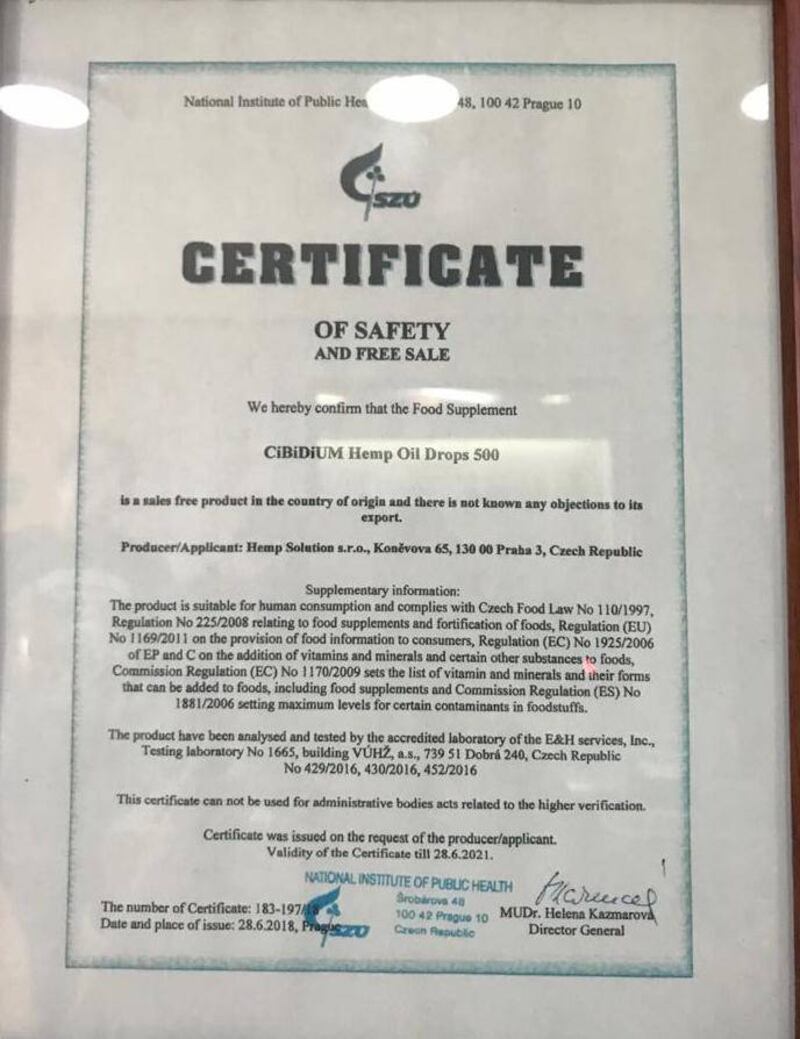 National Institute of Public Hea 48, 100 42 Prague 10
SZU
CERTIFICATE
OF SAFETY
AND FREE SALE
We hereby confirm that the Food Supplement
CiBiDiUM Hemp Oil Drops 500
is a sales free product in the country of origin and there is not known any objections to its
export.
Producer/Applicant: Hemp Solution s.r.o., Koněvova 65, 130 00 Praha 3, Czech Republic
Supplementary information:
The product is suitable for human consumption and complies with Czech Food Law No 110/1997,
Regulation No 225/2008 relating to food supplements and fortification of foods, Regulation (EU)
No 1169/2011 on the provision of food information to consumers, Regulation (EC) No 1925/2006
of EP and C on the addition of vitamins and minerals and certain other substances to foods,
Commission Regulation (EC) No 1170/2009 sets the list of vitamin and minerals and their forms
that can be added to foods, including food supplements and Commission Regulation (ES) No
1881/2006 setting maximum levels for certain contaminants in foodstuffs.
The product have been analysed and tested by the accredited laboratory of the E&H services, Inc.,
Testing laboratory No 1665, building VÚHŽ, a.s., 739 51 Dobrá 240, Czech Republic
No 429/2016, 430/2016, 452/2016
This certificate can not be used for administrative bodies acts related to the higher verification.
Certificate was issued on the request of the producer/applicant.
Validity of the Certificate till 28.6.2021.
NATIONAL INSTITUTE OF PUBLIC HEALTH
Šrobárova 48
100 42 Prague 10
Czech Republic
SZU
The number of Certificate: 183-197/
Date and place of issue: 28.6.2018, Prague
MUDr. Helena Kazmarová
Director General